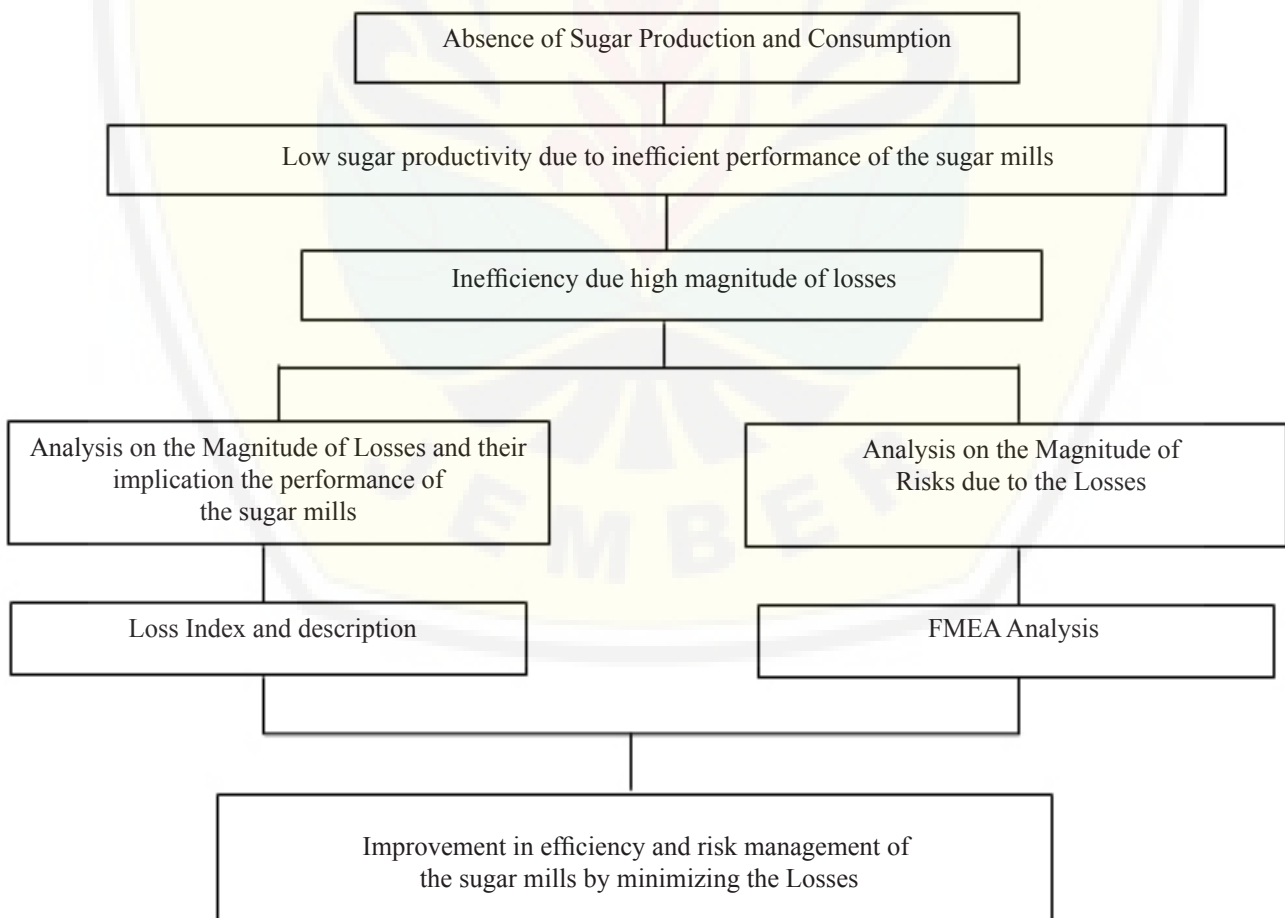 Absence of Sugar Production and Consumption
Low sugar productivity due to inefficient performance of the sugar mills
Inefficiency due high magnitude of losses
Analysis on the Magnitude of Losses and their
implication the performance of
the sugar mills
Analysis on the Magnitude of
Risks due to the Losses
Loss Index and description
FMEA Analysis
Improvement in efficiency and risk management of
the sugar mills by minimizing the Losses
JEMBER